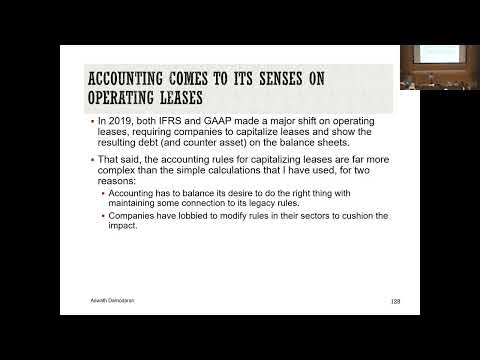 ACCOUNTING COMES TO ITS SENSES ON
OPERATING LEASES
In 2019, both IFRS and GAAP made a major shift on operating
leases, requiring companies to capitalize leases and show the
resulting debt (and counter asset) on the balance sheets.
That said, the accounting rules for capitalizing leases are far more
complex than the simple calculations that I have used, for two
reasons:
Accounting has to balance its desire to do the right thing with
maintaining some connection to its legacy rules.
Companies have lobbied to modify rules in their sectors to cushion the
impact.
Aswath Damodaran